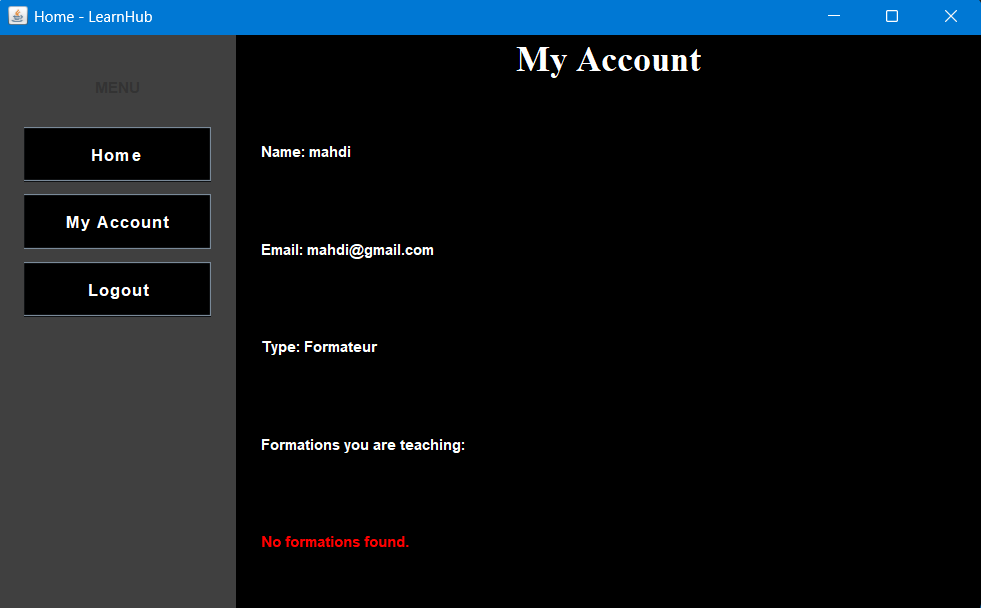 Home - LearnHub
MENU
Home
My Account
Logout
My Account
Name: mahdi
Email: mahdi@gmail.com
Type: Formateur
Formations you are teaching:
No formations found.